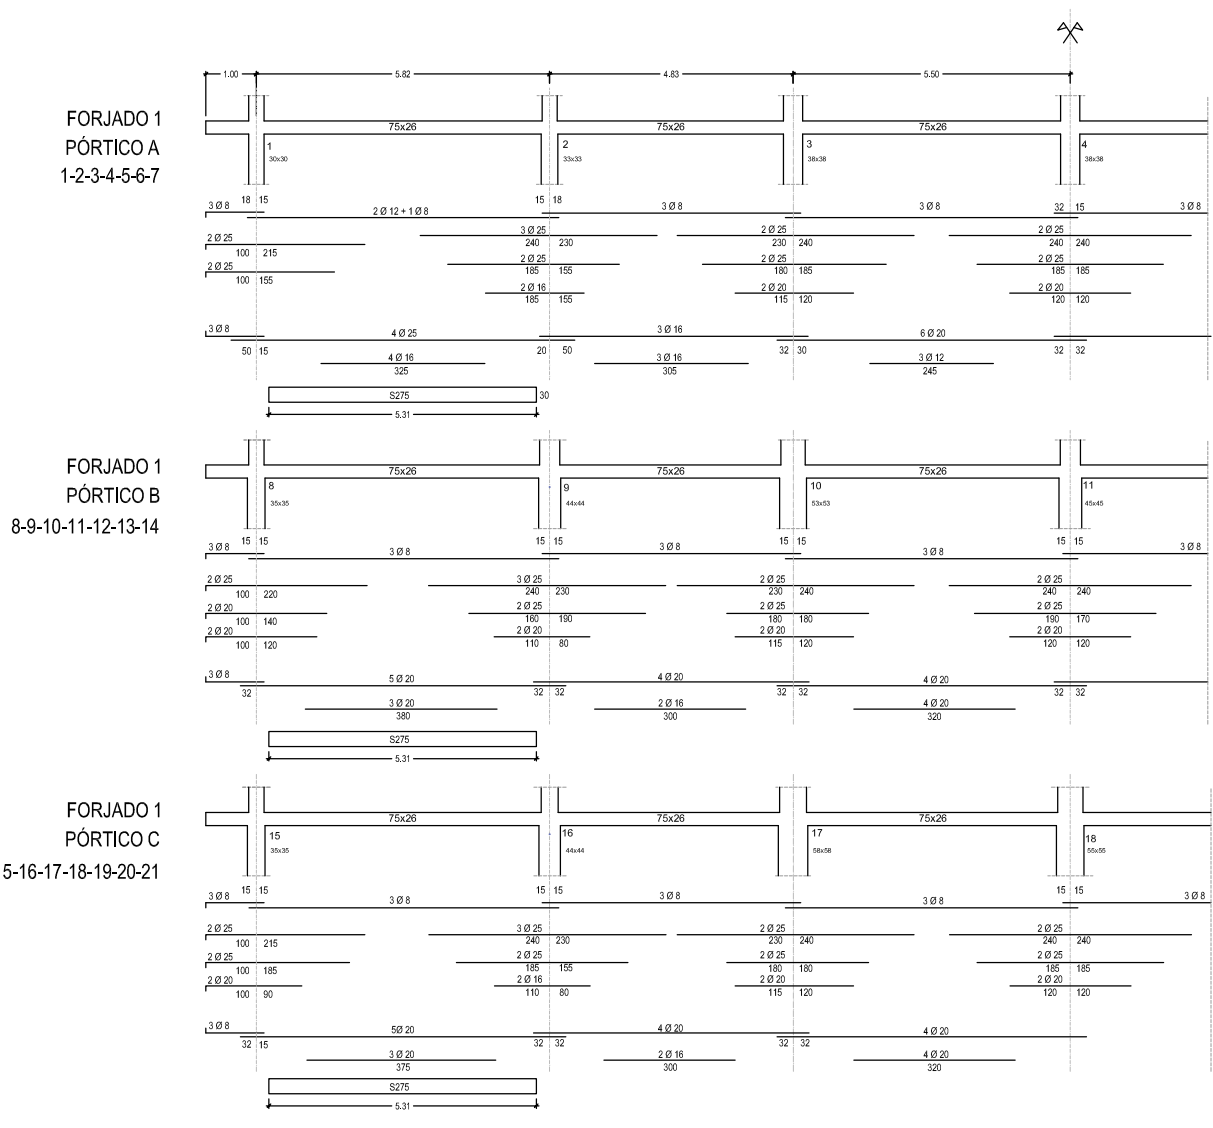 1.00 5.82 4.83 5.50
FORJADO 1
PÓRTICO A
1-2-3-4-5-6-7
75x26 75x26 75x26
1 2 3 4
30x30 33x33 38x38 38x38
18 15 15 18 32 15
3 Ø 8 2 Ø 12 + 1 Ø 8 3 Ø 8 3 Ø 8 3 Ø 8
3 Ø 25 2 Ø 25 2 Ø 25
240 230 230 240 240 240
2 Ø 25
100 215
2 Ø 25 2 Ø 25 2 Ø 25
185 155 180 185 185 185
2 Ø 25
100 155
2 Ø 16 2 Ø 20 2 Ø 20
185 155 115 120 120 120
3 Ø 8 4 Ø 25 3 Ø 16 6 Ø 20
50 15 20 50 32 30 32 32
4 Ø 16 3 Ø 16 3 Ø 12
325 305 245
S275 30
5.31
FORJADO 1
PÓRTICO B
8-9-10-11-12-13-14
75x26 75x26 75x26
8 9 10 11
35x35 44x44 53x53 45x45
15 15 15 15 15 15 15 15
3 Ø 8 3 Ø 8 3 Ø 8 3 Ø 8 3 Ø 8
2 Ø 25 3 Ø 25 2 Ø 25 2 Ø 25
100 220 240 230 230 240 240 240
2 Ø 20 2 Ø 25 2 Ø 25 2 Ø 25
100 140 160 190 180 180 190 170
2 Ø 20 2 Ø 20 2 Ø 20 2 Ø 20
100 120 110 80 115 120 120 120
3 Ø 8 5 Ø 20 4 Ø 20 4 Ø 20
32 32 32 32 32 32 32
3 Ø 20 2 Ø 16 4 Ø 20
380 300 320
S275
5.31
FORJADO 1
PÓRTICO C
5-16-17-18-19-20-21
75x26 75x26 75x26
15 16 17 18
35x35 44x44 58x58 55x55
15 15 15 15 15 15
3 Ø 8 3 Ø 8 3 Ø 8 3 Ø 8 3 Ø 8
2 Ø 25 3 Ø 25 2 Ø 25 2 Ø 25
100 215 240 230 230 240 240 240
2 Ø 25 2 Ø 25 2 Ø 25 2 Ø 25
100 185 185 155 180 180 185 185
2 Ø 20 2 Ø 16 2 Ø 20 2 Ø 20
100 90 110 80 115 120 120 120
3 Ø 8 5Ø 20 4 Ø 20 4 Ø 20
32 15 32 32 32 32
3 Ø 20 2 Ø 16 4 Ø 20
375 300 320
S275
5.31